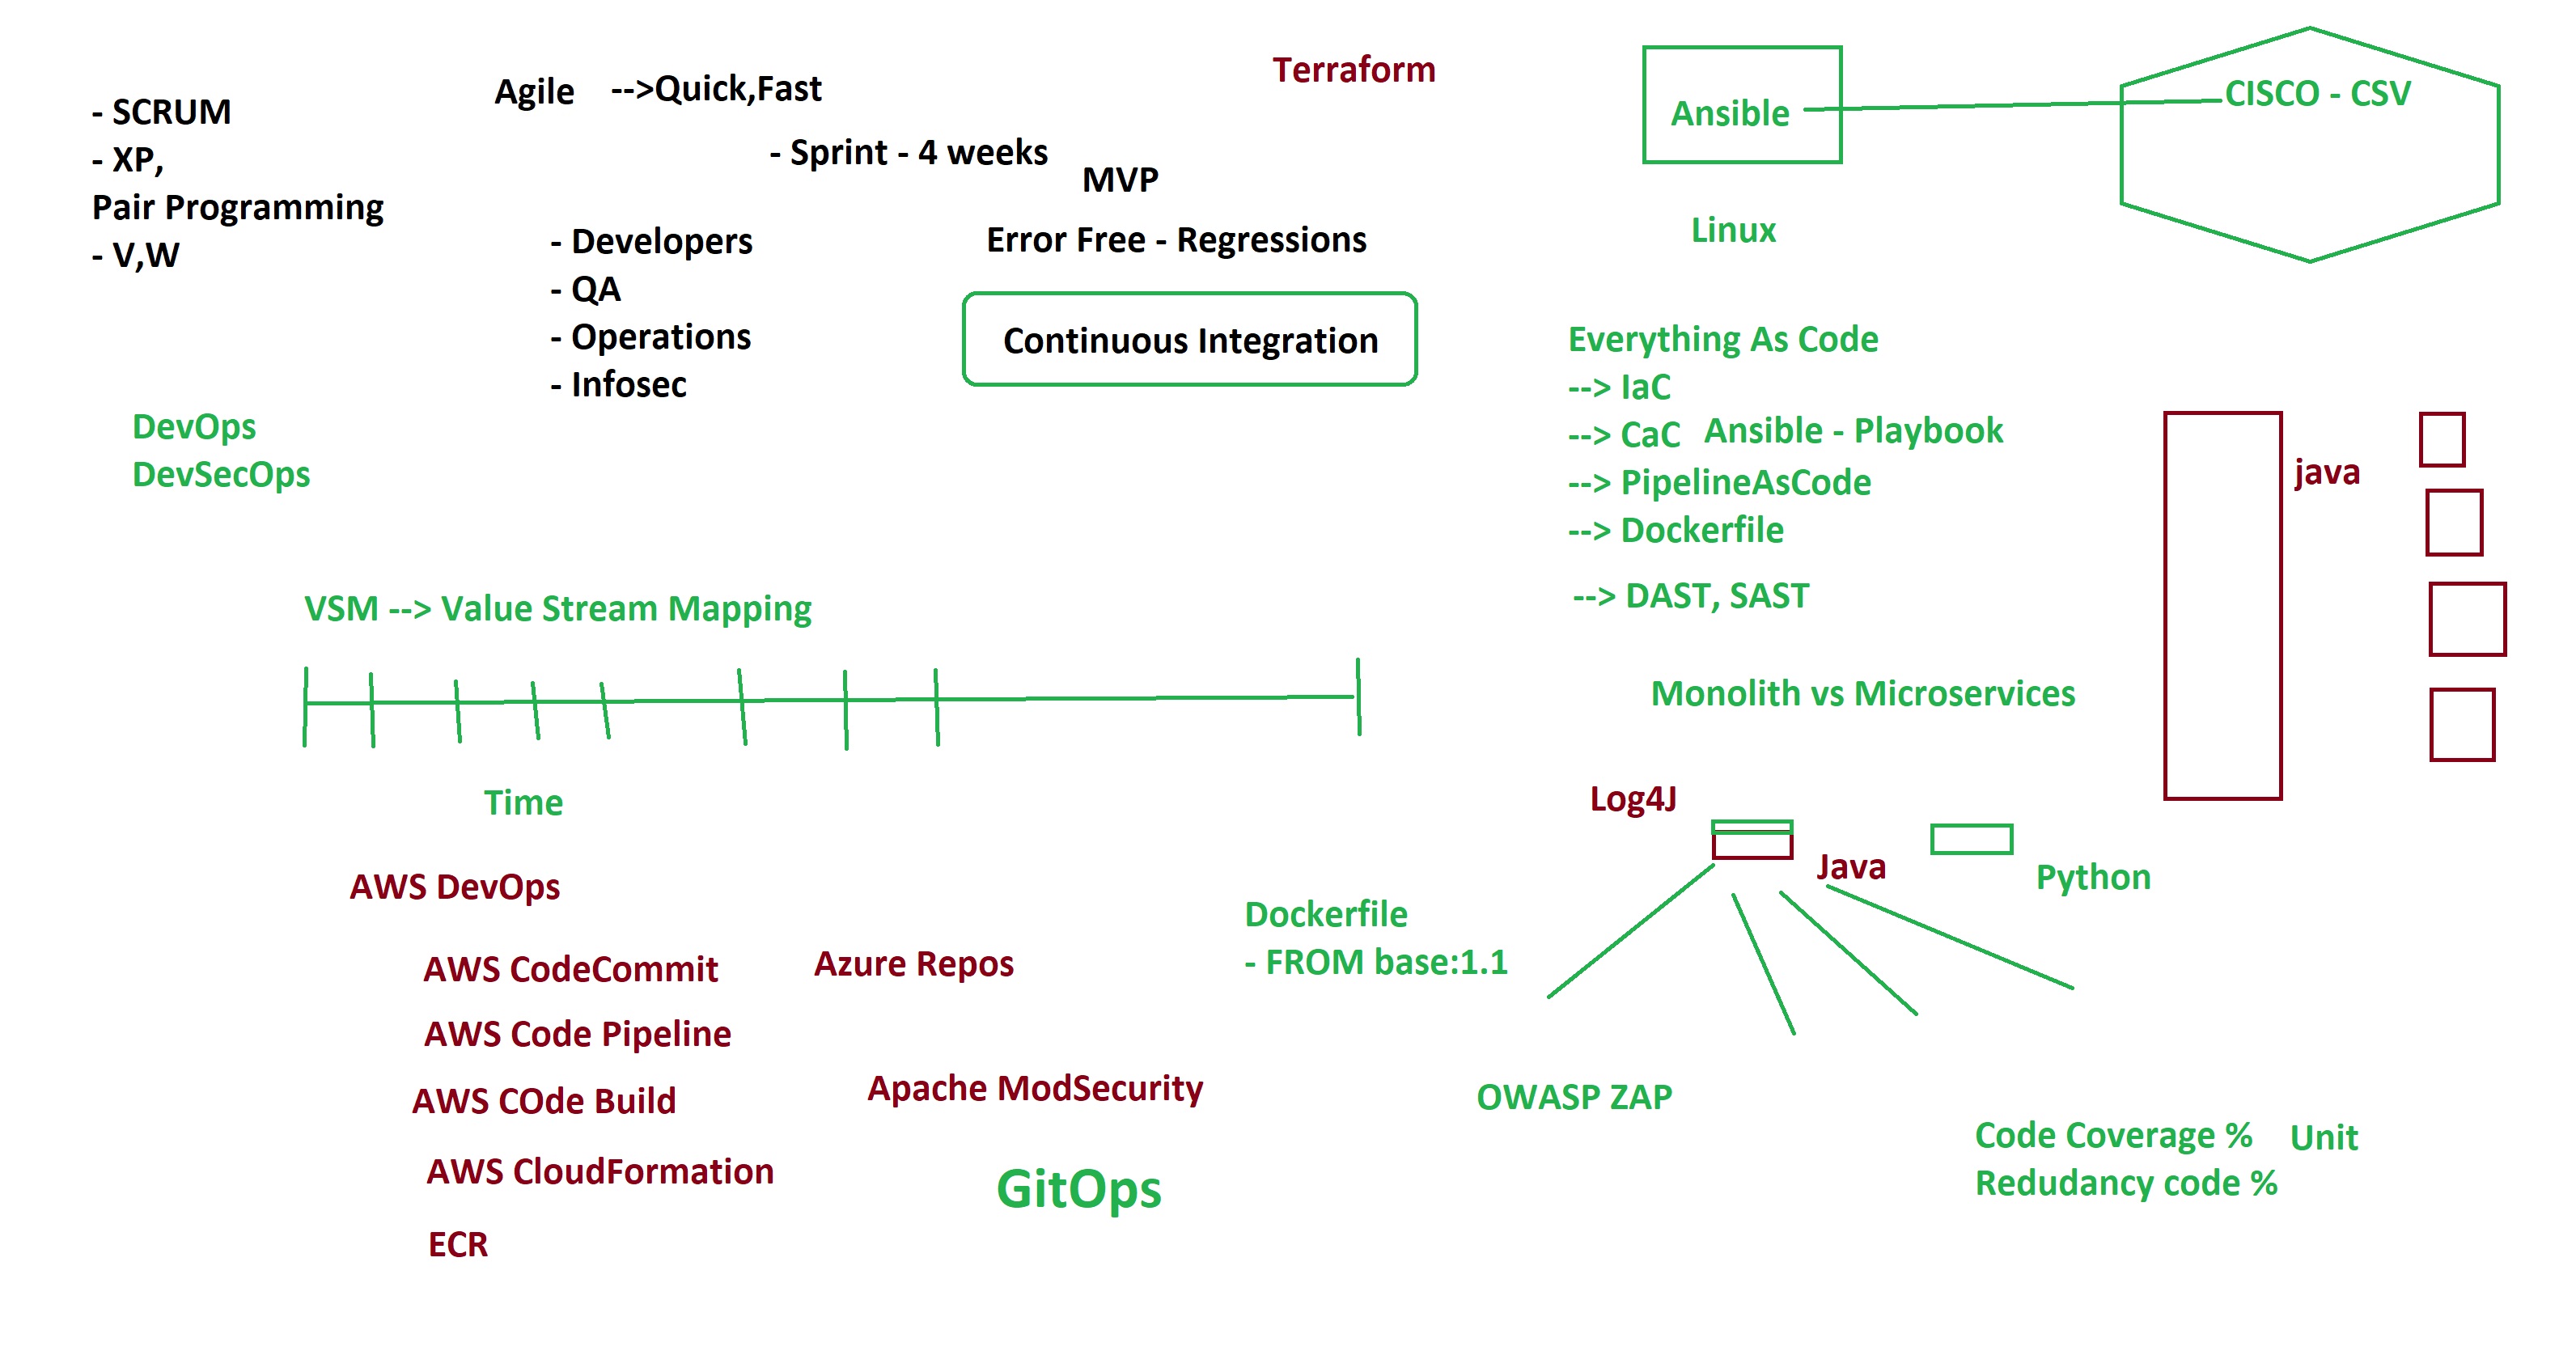 - SCRUM
- XP,
Pair Programming
- V,W
Agile -->Quick,Fast
- Sprint - 4 weeks
MVP
- Developers
- QA
- Operations
- Infosec
Error Free - Regressions
Continuous Integration
Terraform
Ansible
CISCO - CSV
Linux
DevOps
DevSecOps
Everything As Code
--> IaC
--> CaC Ansible - Playbook
--> PipelineAsCode
--> Dockerfile
--> DAST, SAST
java
VSM --> Value Stream Mapping
Time
Monolith vs Microservices
Log4J
Java
Python
AWS DevOps
AWS CodeCommit
Azure Repos
AWS Code Pipeline
AWS COde Build
Apache ModSecurity
AWS CloudFormation
GitOps
ECR
Dockerfile
- FROM base:1.1
OWASP ZAP
Code Coverage % Unit
Redudancy code %